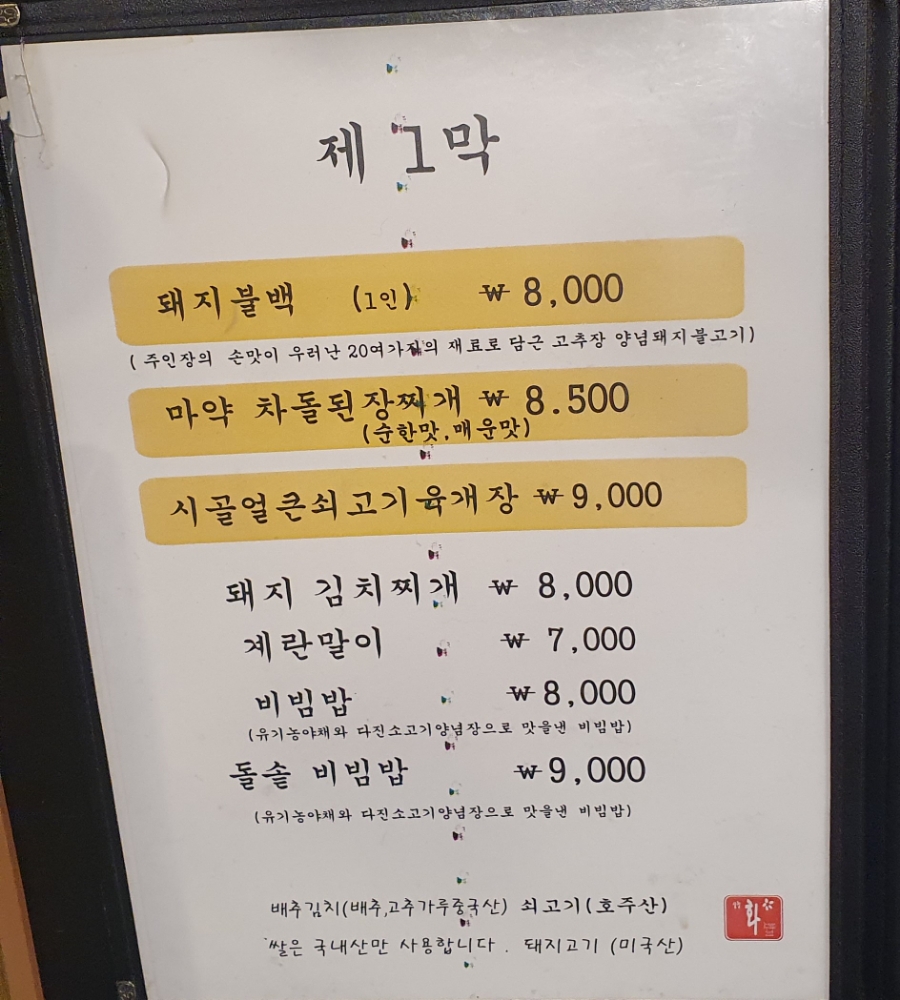 제 1막
돼지불백 (1인) ₩ 8,000
(주인장의 손맛이 우러난 20여가지의 재료로 담근 고추장 양념돼지불고기)
마약 차돌된장찌개 ₩ 8.500
(순한맛,매운맛)
시골얼큰쇠고기육개장 ₩ 9,000
돼지 김치찌개 ₩ 8,000
계란말이 ₩ 7,000
비빔밥 ₩ 8,000
(유기농야채와 다진소고기양념장으로 맛을낸 비빔밥)
돌솥 비빔밥 ₩ 9,000
(유기농야채와 다진소고기양념장으로 맛을낸 비빔밥)
배추김치(배추,고추가루중국산) 쇠고기(호주산)
쌀은 국내산만 사용합니다. 돼지고기 (미국산)
화